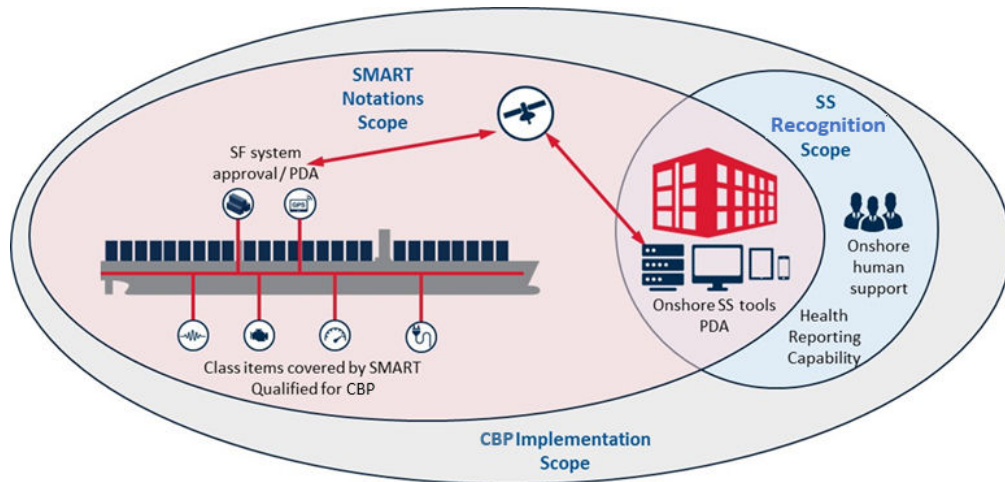 SMART
Notations
Scope
SS
Recognition
Scope
SF system
approval / PDA
GPS
Onshore
human
support
Onshore SS tools
PDA
Health
Reporting
Capability
Class items covered by SMART
Qualified for CBP
CBP Implementation
Scope